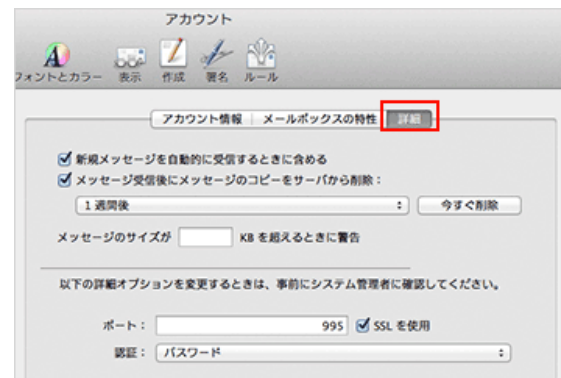 アカウント
フォントとカラー 表示 作成 署名 ルール
アカウント情報 メールボックスの特性 詳細
新規メッセージを自動的に受信するときに含める
メッセージ受信後にメッセージのコピーをサーバから削除：
1 週間後 今すぐ削除
メッセージのサイズが KB を超えるときに警告
以下の詳細オプションを変更するときは、事前にシステム管理者に確認してください。
ポート： 995 SSL を使用
認証： パスワード